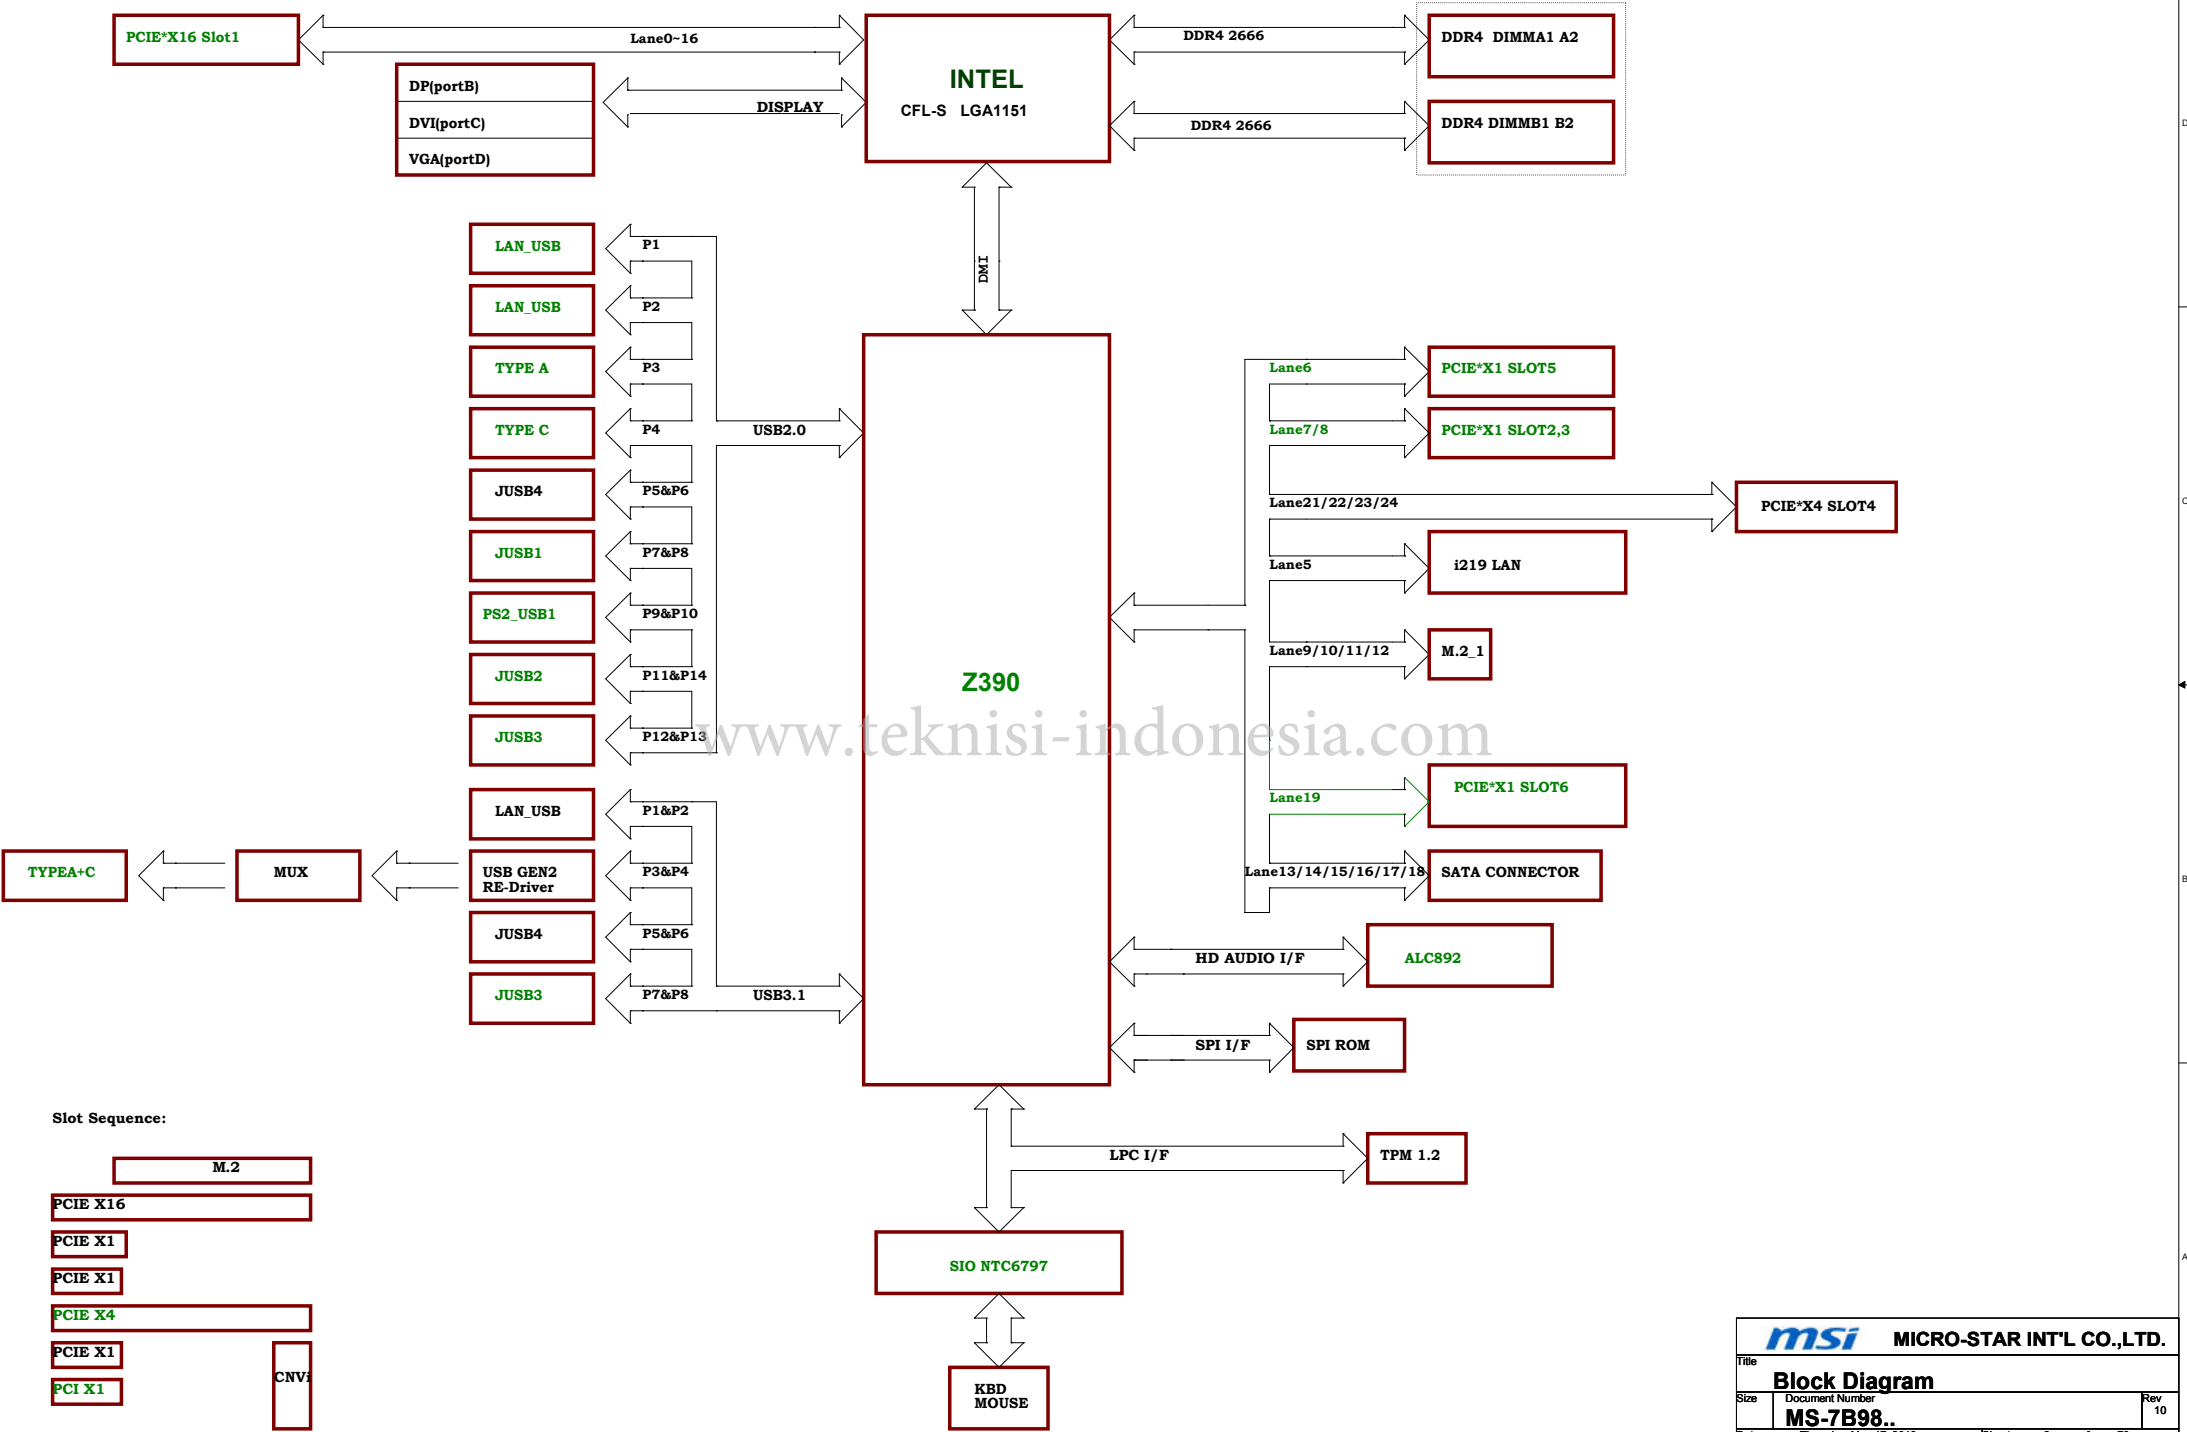 PCIE*X16 Slot1
Lane0~16
DP(portB)
DVI(portC)
VGA(portD)
DISPLAY
INTEL
CFL-S LGA1151
DDR4 2666
DDR4 DIMMA1 A2
DDR4 2666
DDR4 DIMMB1 B2
DMI
LAN_USB
P1
LAN_USB
P2
TYPE A
P3
TYPE C
P4
USB2.0
JUSB4
P5&P6
JUSB1
P7&P8
PS2_USB1
P9&P10
JUSB2
P11&P14
JUSB3
P12&P13
Z390
www.teknisi-indonesia.com
Lane6
PCIE*X1 SLOT5
Lane7/8
PCIE*X1 SLOT2,3
Lane21/22/23/24
PCIE*X4 SLOT4
Lane5
i219 LAN
Lane9/10/11/12
M.2_1
Lane19
PCIE*X1 SLOT6
Lane13/14/15/16/17/18
SATA CONNECTOR
LAN_USB
P1&P2
TYPEA+C
MUX
USB GEN2
RE-Driver
P3&P4
JUSB4
P5&P6
JUSB3
P7&P8
USB3.1
HD AUDIO I/F
ALC892
SPI I/F
SPI ROM
LPC I/F
TPM 1.2
SIO NTC6797
KBD
MOUSE
Slot Sequence:
M.2
PCIE X16
PCIE X1
PCIE X1
PCIE X4
PCIE X1
PCI X1
CNVi
D
C
B
A
msi MICRO-STAR INT'L CO.,LTD.
Title
Block Diagram
Size
Document Number
Rev
MS-7B98..
10